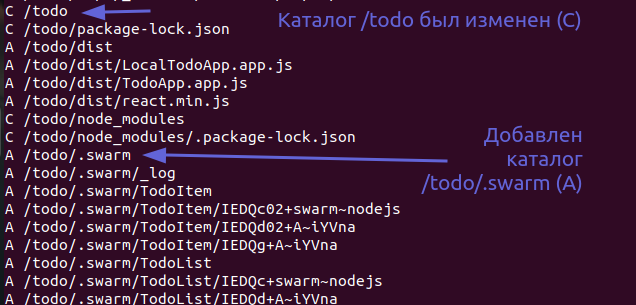 C /todo
Каталог /todo был изменен (C)
C /todo/package-lock.json
A /todo/dist
A /todo/dist/LocalTodoApp.app.js
A /todo/dist/TodoApp.app.js
A /todo/dist/react.min.js
C /todo/node_modules
C /todo/node_modules/.package-lock.json
A /todo/.swarm
Добавлен
каталог
/todo/.swarm (A)
A /todo/.swarm/_log
A /todo/.swarm/TodoItem
A /todo/.swarm/TodoItem/IEDQc02+swarm~nodejs
A /todo/.swarm/TodoItem/IEDQd02+A~iYVna
A /todo/.swarm/TodoItem/IEDQg+A~iYVna
A /todo/.swarm/TodoList
A /todo/.swarm/TodoList/IEDQc+swarm~nodejs
A /todo/.swarm/TodoList/IEDQd+A~iYVna